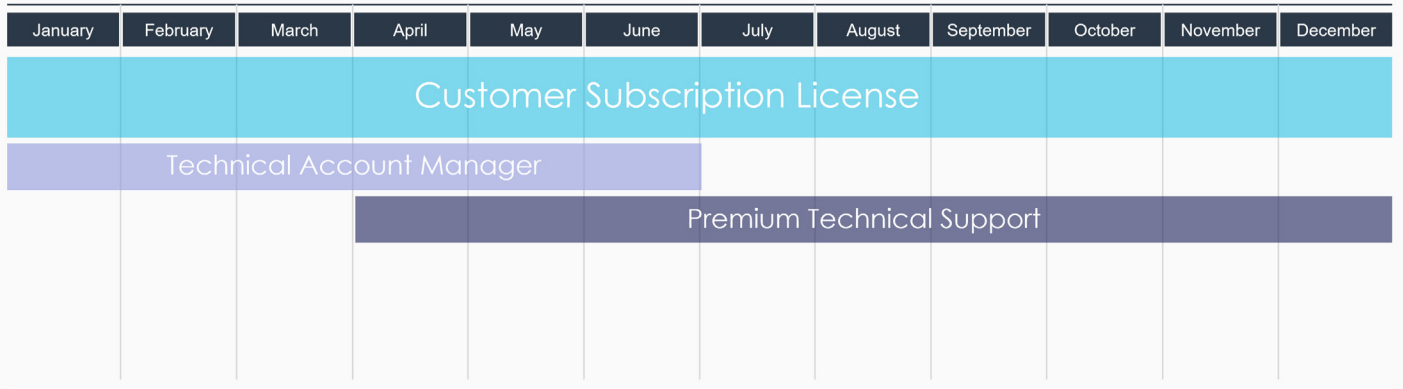 January February March April May June July August September October November December
Customer Subscription License
Technical Account Manager
Premium Technical Support